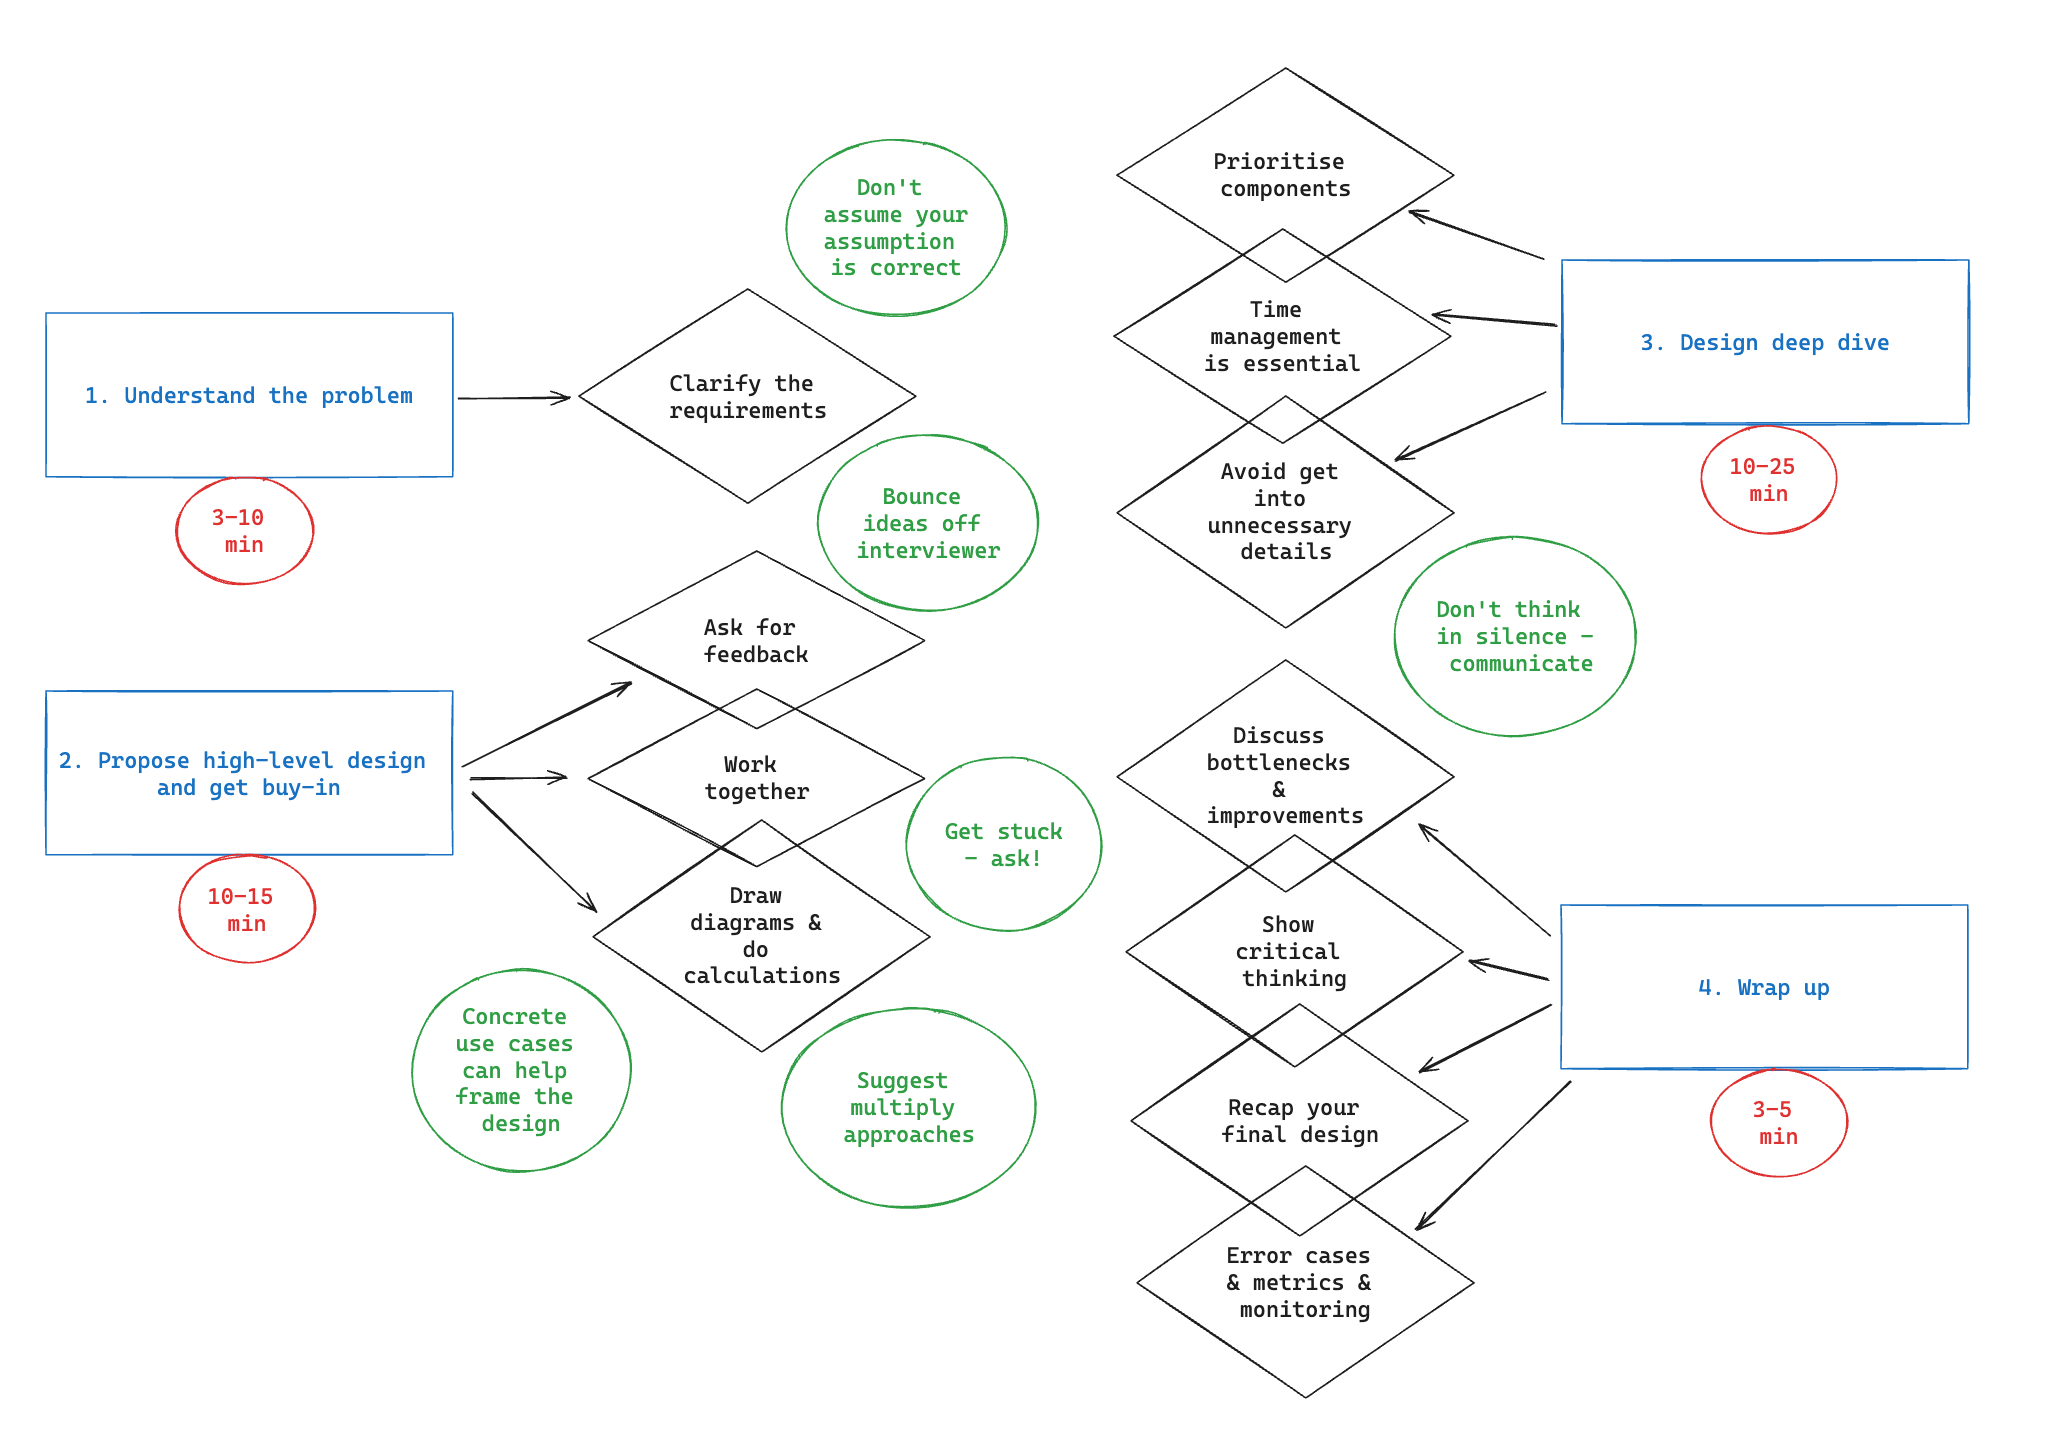 1. Understand the problem
3-10
min
Clarify the
requirements
Don't
assume your
assumption
is correct
Bounce
ideas off
interviewer
2. Propose high-level design
and get buy-in
10-15
min
Ask for
feedback
Work
together
Draw
diagrams &
do
calculations
Get stuck
- ask!
Concrete
use cases
can help
frame the
design
Suggest
multiply
approaches
3. Design deep dive
10-25
min
Prioritise
components
Time
management
is essential
Avoid get
into
unnecessary
details
Don't think
in silence -
communicate
4. Wrap up
3-5
min
Discuss
bottlenecks
&
improvements
Show
critical
thinking
Recap your
final design
Error cases
& metrics &
monitoring